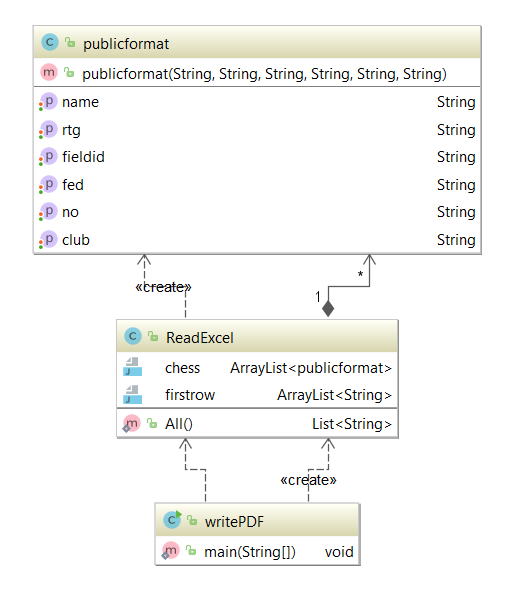 publicformat
publicformat(String, String, String, String, String, String)
name String
rtg String
fieldid String
fed String
no String
club String
«create»
*
1
ReadExcel
chess ArrayList<publicformat>
firstrow ArrayList<String>
All() List<String>
«create»
writePDF
main(String[]) void